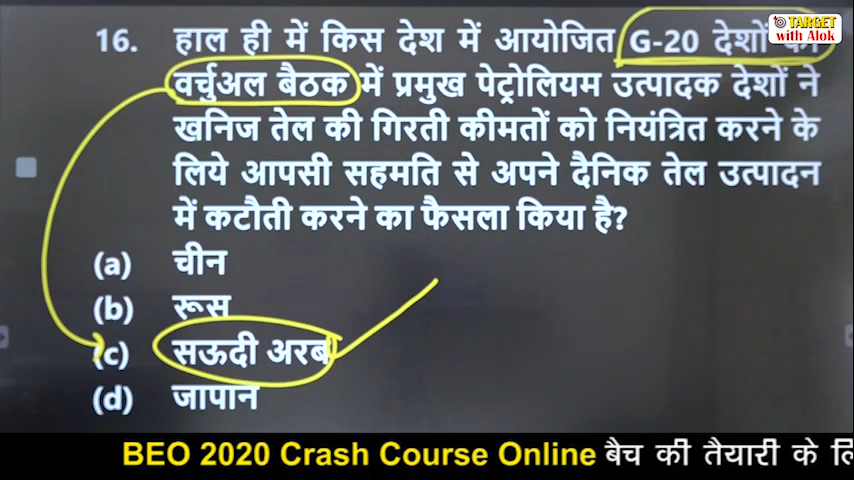 TARGET
with Alok
16. हाल ही में किस देश में आयोजित G-20 देशों की
वर्चुअल बैठक में प्रमुख पेट्रोलियम उत्पादक देशों ने
खनिज तेल की गिरती कीमतों को नियंत्रित करने के
लिये आपसी सहमति से अपने दैनिक तेल उत्पादन
में कटौती करने का फैसला किया है?
(a) चीन
(b) रूस
(c) सऊदी अरब
(d) जापान
BEO 2020 Crash Course Online बैच की तैयारी के